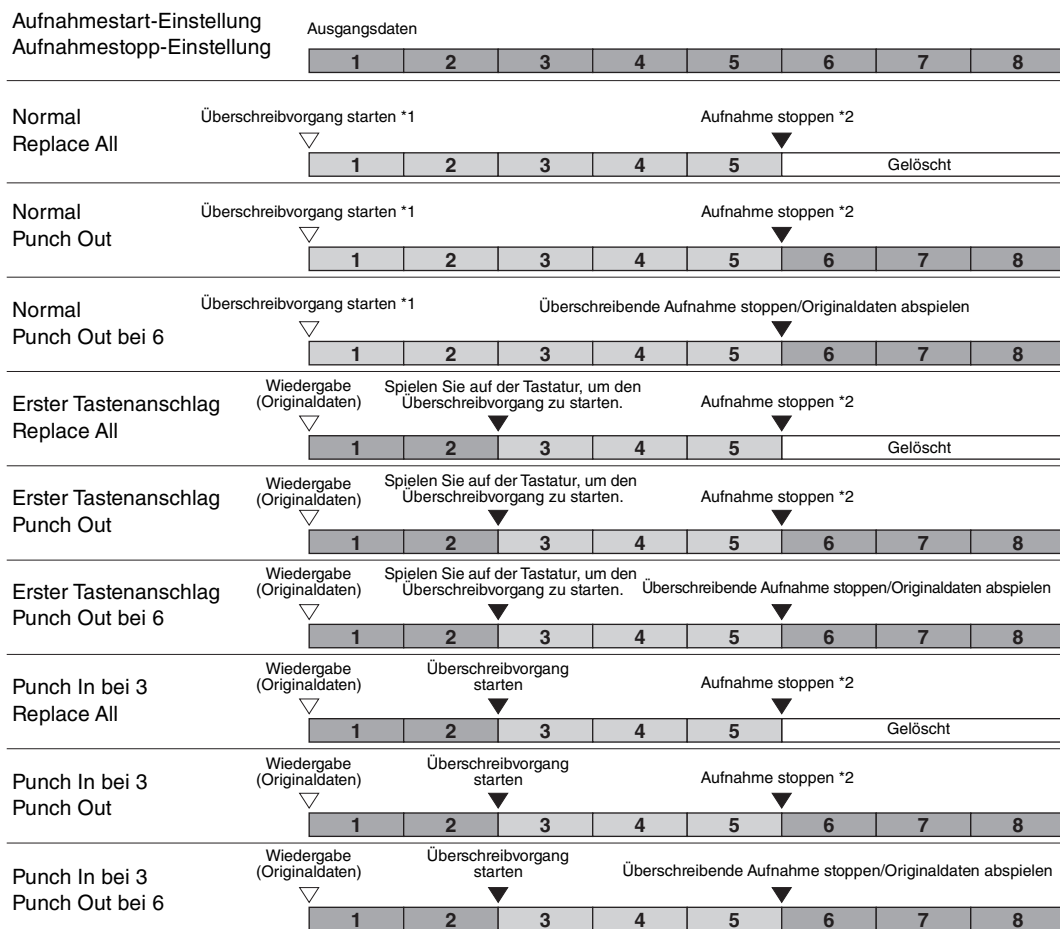 Aufnahmestart-Einstellung
Aufnahmestopp-Einstellung
Ausgangsdaten
1 2 3 4 5 6 7 8
Normal
Replace All
Überschreibvorgang starten *1
Aufnahme stoppen *2
1 2 3 4 5 Gelöscht
Normal
Punch Out
Überschreibvorgang starten *1
Aufnahme stoppen *2
1 2 3 4 5 6 7 8
Normal
Punch Out bei 6
Überschreibvorgang starten *1
Überschreibende Aufnahme stoppen/Originaldaten abspielen
1 2 3 4 5 6 7 8
Erster Tastenanschlag
Replace All
Wiedergabe
(Originaldaten)
Spielen Sie auf der Tastatur, um den
Überschreibvorgang zu starten.
Aufnahme stoppen *2
1 2 3 4 5 Gelöscht
Erster Tastenanschlag
Punch Out
Wiedergabe
(Originaldaten)
Spielen Sie auf der Tastatur, um den
Überschreibvorgang zu starten.
Aufnahme stoppen *2
1 2 3 4 5 6 7 8
Erster Tastenanschlag
Punch Out bei 6
Wiedergabe
(Originaldaten)
Spielen Sie auf der Tastatur, um den
Überschreibvorgang zu starten.
Überschreibende Aufnahme stoppen/Originaldaten abspielen
1 2 3 4 5 6 7 8
Punch In bei 3
Replace All
Wiedergabe
(Originaldaten)
Überschreibvorgang
starten
Aufnahme stoppen *2
1 2 3 4 5 Gelöscht
Punch In bei 3
Punch Out
Wiedergabe
(Originaldaten)
Überschreibvorgang
starten
Aufnahme stoppen *2
1 2 3 4 5 6 7 8
Punch In bei 3
Punch Out bei 6
Wiedergabe
(Originaldaten)
Überschreibvorgang
starten
Überschreibende Aufnahme stoppen/Originaldaten abspielen
1 2 3 4 5 6 7 8